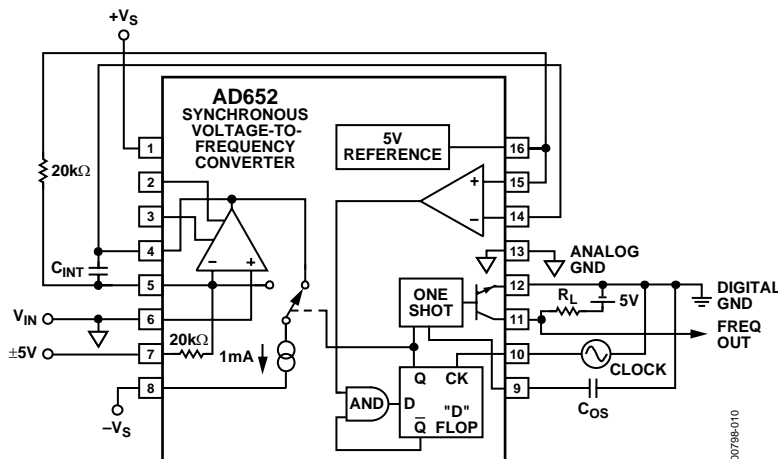 +VS
AD652
SYNCHRONOUS
VOLTAGE-TO-
FREQUENCY
CONVERTER
5V
REFERENCE
20kΩ
CINT
VIN
±5V
–VS
1
2
3
4
5
6
7
8
16
15
14
13
12
11
10
9
+
–
–
+
20kΩ
1mA
ONE
SHOT
AND
D
Q
CK
"D"
FLOP
Q̅
ANALOG
GND
DIGITAL
GND
RL
5V
FREQ
OUT
CLOCK
COS
00798-010